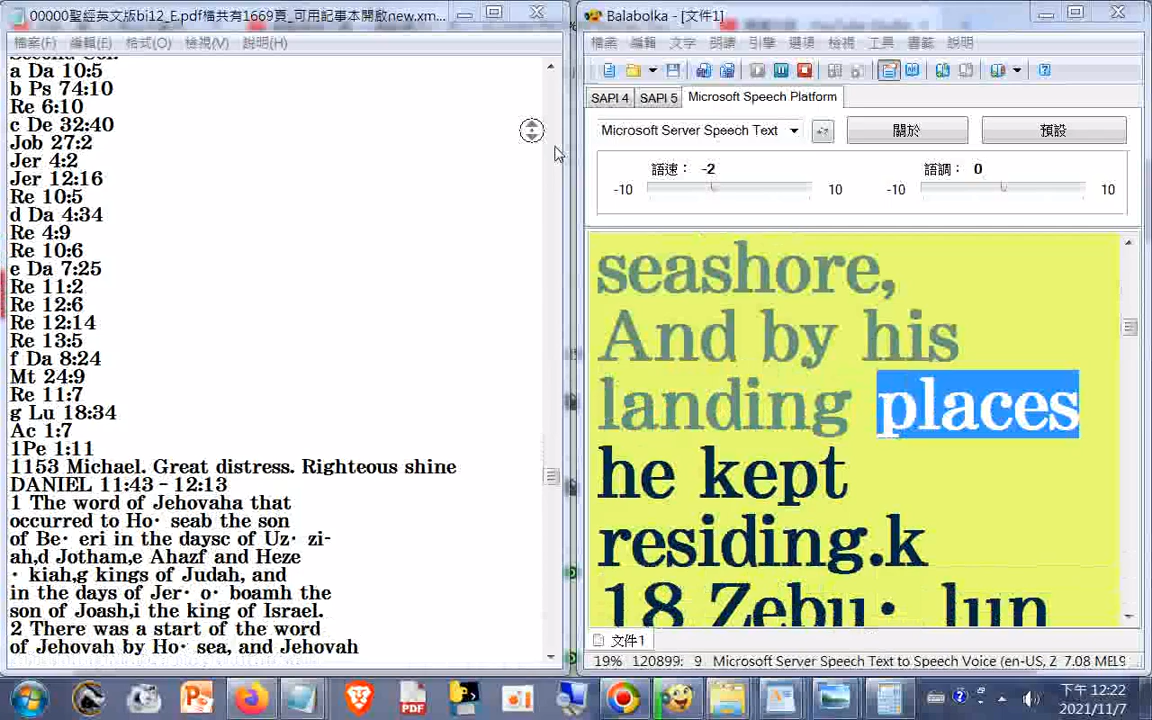 00000聖經英文版bi12_E.pdf檔共有1669頁_可用記事本開啟new.xm...
檔案(F) 編輯(E) 格式(O) 檢視(V) 說明(H)
a Da 10:5
b Ps 74:10
Re 6:10
c De 32:40
Job 27:2
Jer 4:2
Jer 12:16
Re 10:5
d Da 4:34
Re 4:9
Re 10:6
e Da 7:25
Re 11:2
Re 12:6
Re 12:14
Re 13:5
f Da 8:24
Mt 24:9
Re 11:7
g Lu 18:34
Ac 1:7
1Pe 1:11
1153 Michael. Great distress. Righteous shine
DANIEL 11:43–12:13
1 The word of Jehovaha that
occurred to Ho· seab the son
of Be· eri in the daysc of Uz· zi-
ah,d Jotham,e Ahazf and Heze
· kiah,g kings of Judah, and
in the days of Jer· o· boamh the
son of Joash,i the king of Israel.
2 There was a start of the word
of Jehovah by Ho· sea, and Jehovah
Balabolka - [文件1]
檔案 編輯 文字 朗讀 引擎 選項 檢視 工具 書籤 說明
SAPI 4 SAPI 5 Microsoft Speech Platform
Microsoft Server Speech Text 關於 預設
語速： -2 語調： 0
-10 10 -10 10
seashore,
And by his
landing places
he kept
residing.k
18 Zebu· lun
文件1
19% 120899: 9 Microsoft Server Speech Text to Speech Voice (en-US, Z 7.08 MB
PDF
下午 12:22
2021/11/7